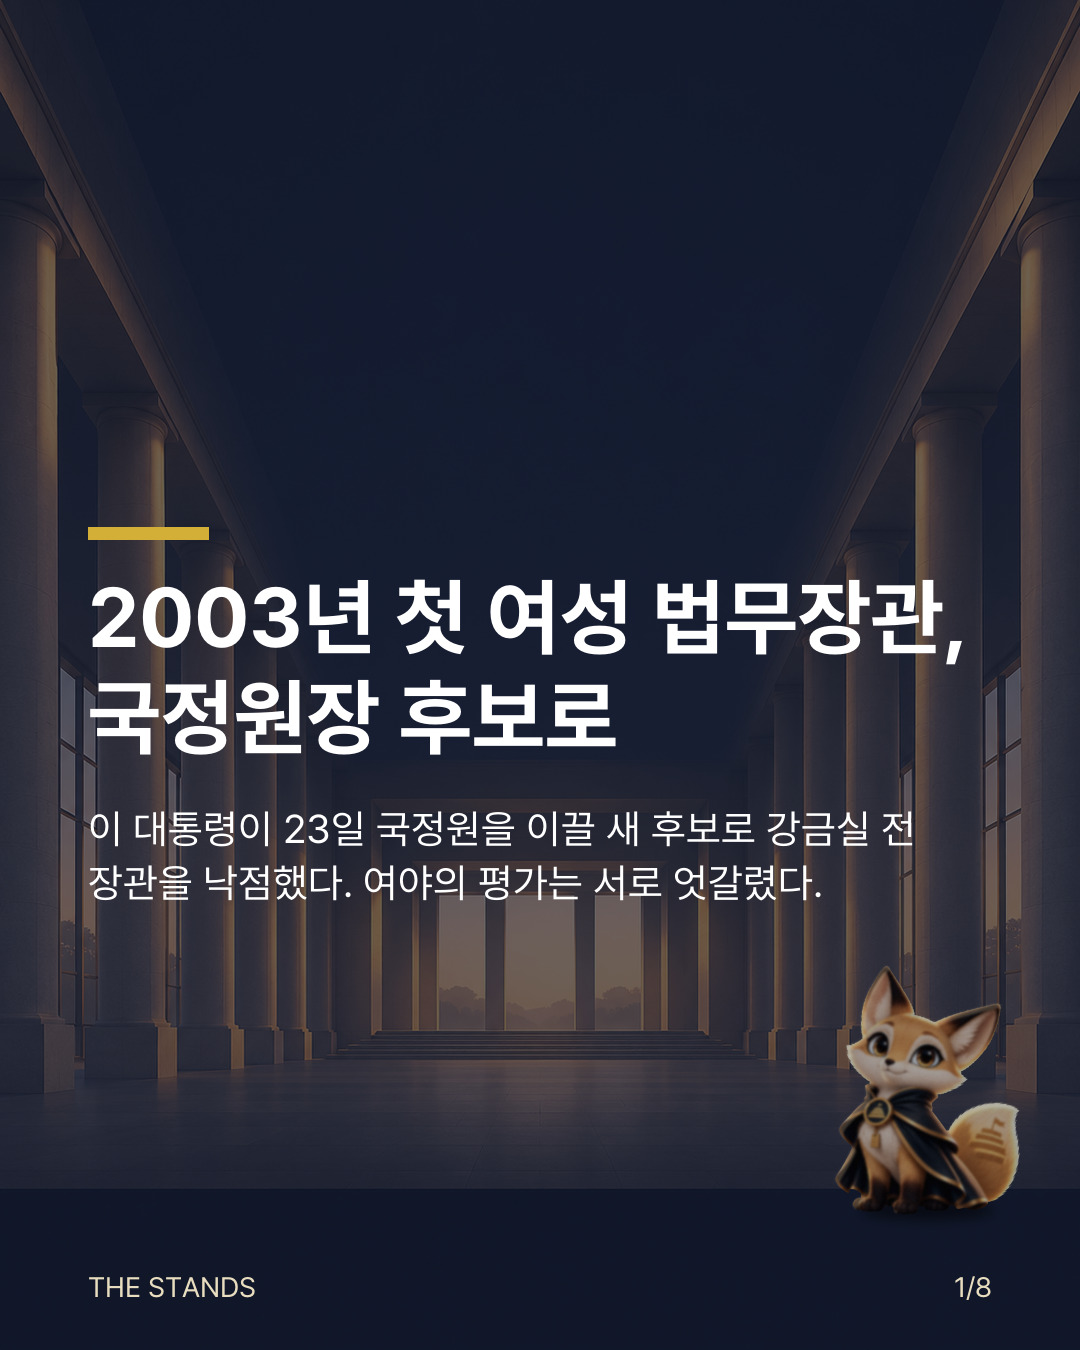 2003년 첫 여성 법무장관,
국정원장 후보로
이 대통령이 23일 국정원을 이끌 새 후보로 강금실 전
장관을 낙점했다. 여야의 평가는 서로 엇갈렸다.
THE STANDS
1/8